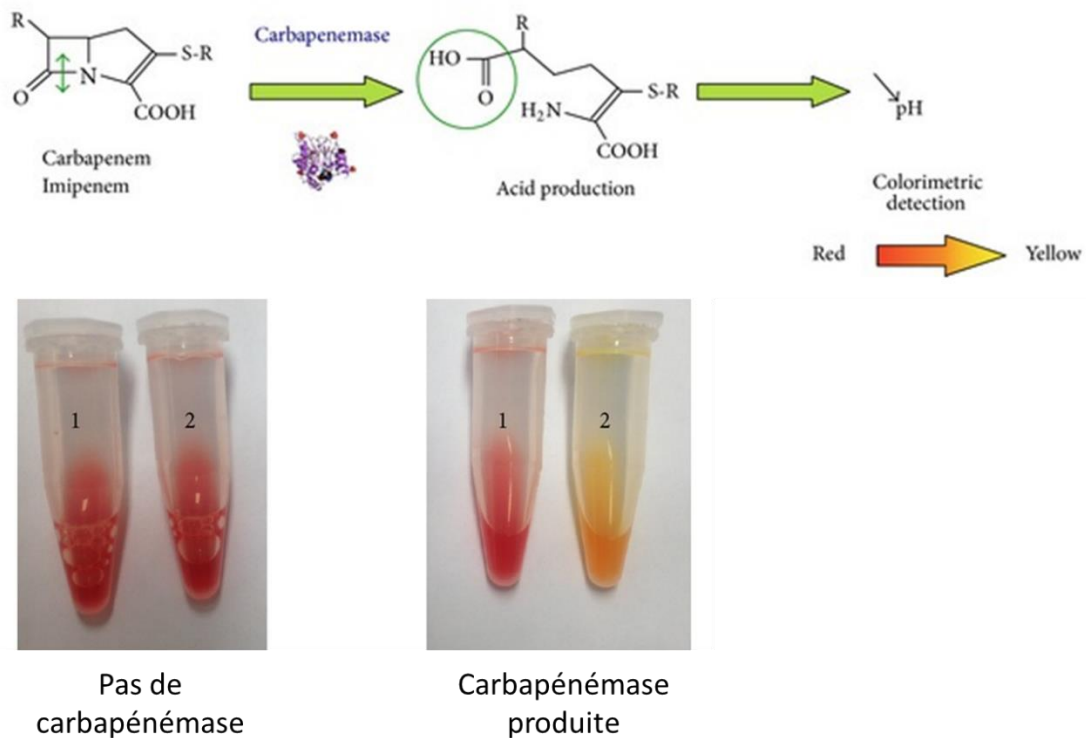 R
N
O
S-R
COOH
Carbapenem
Imipenem
Carbapenemase
R
HO
O
H₂N
S-R
COOH
Acid production
pH
Colorimetric
detection
Red
Yellow
1
2
1
2
Pas de
carbapénémase
Carbapénémase
produite